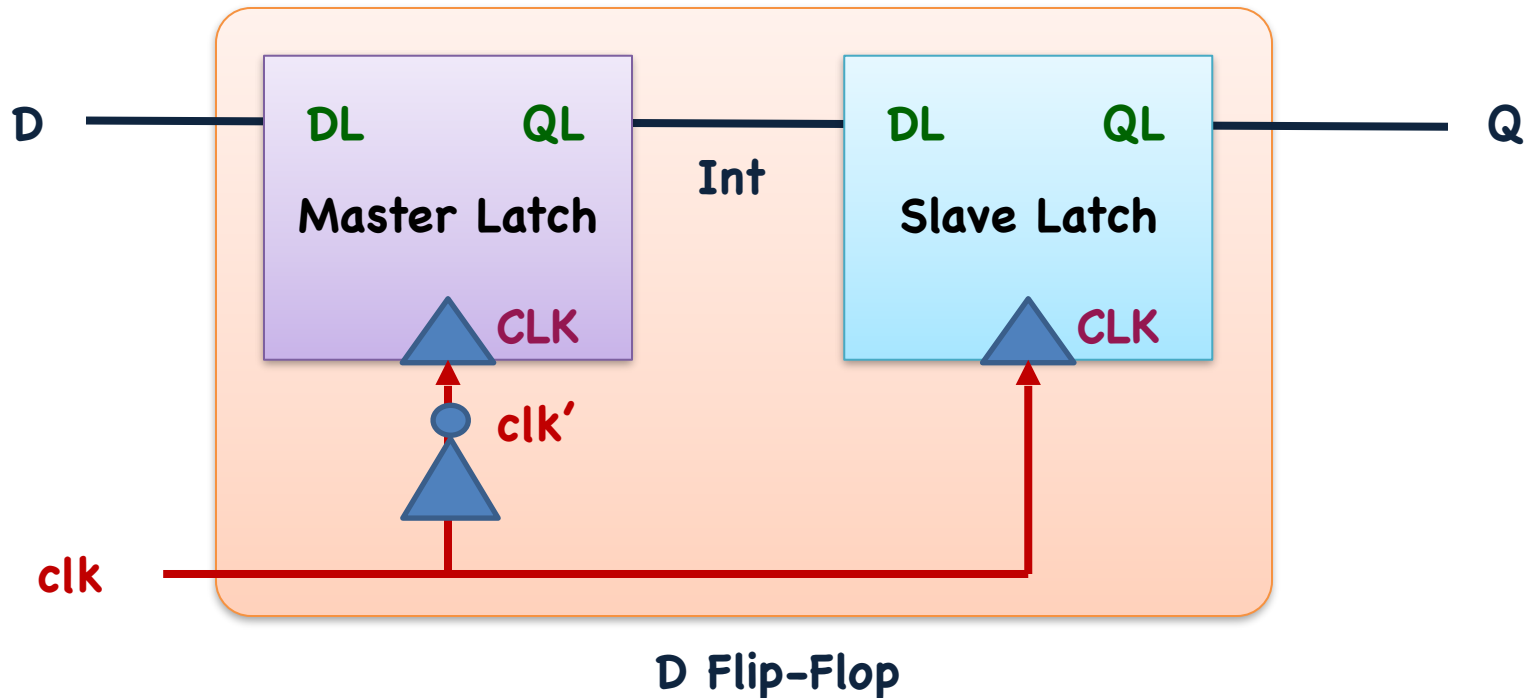 D
DL
QL
DL
QL
Q
Int
Master Latch
Slave Latch
CLK
CLK
clk′
clk
D Flip-Flop